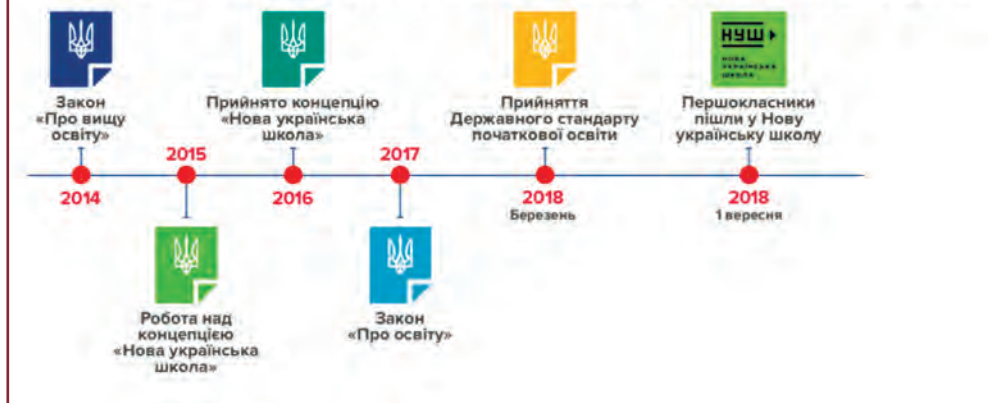 НУШ
НОВА
УКРАЇНСЬКА
ШКОЛА
Закон
«Про вищу
освіту»
Прийнято концепцію
«Нова українська
школа»
Прийняття
Державного стандарту
початкової освіти
Першокласники
пішли у Нову
українську школу
2015
2017
2014
2016
2018
Березень
2018
1 вересня
Робота над
концепцією
«Нова українська
школа»
Закон
«Про освіту»